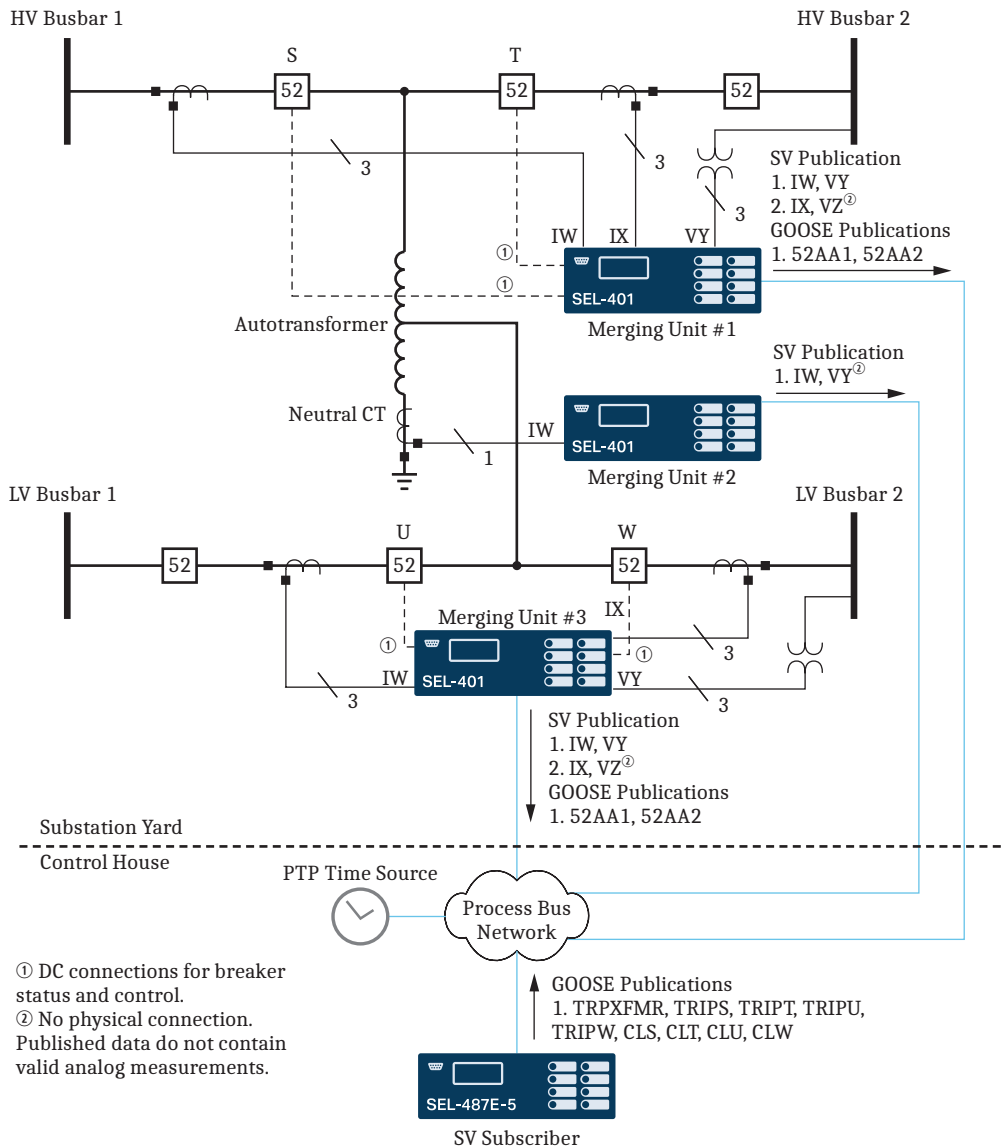 HV Busbar 1
HV Busbar 2
S
T
52
52
52
3
3
3
SV Publication
1. IW, VY
2. IX, VZ②
GOOSE Publications
1. 52AA1, 52AA2
IW
IX
VY
①
①
SEL-401
Merging Unit #1
Autotransformer
SV Publication
1. IW, VY②
Neutral CT
IW
1
SEL-401
Merging Unit #2
LV Busbar 1
LV Busbar 2
U
W
52
52
52
IX
Merging Unit #3
①
①
3
IW
SEL-401
VY
3
3
SV Publication
1. IW, VY
2. IX, VZ②
GOOSE Publications
1. 52AA1, 52AA2
Substation Yard
Control House
PTP Time Source
Process Bus
Network
① DC connections for breaker
status and control.
② No physical connection.
Published data do not contain
valid analog measurements.
GOOSE Publications
1. TRPXFMR, TRIPS, TRIPT, TRIPU,
TRIPW, CLS, CLT, CLU, CLW
SEL-487E-5
SV Subscriber